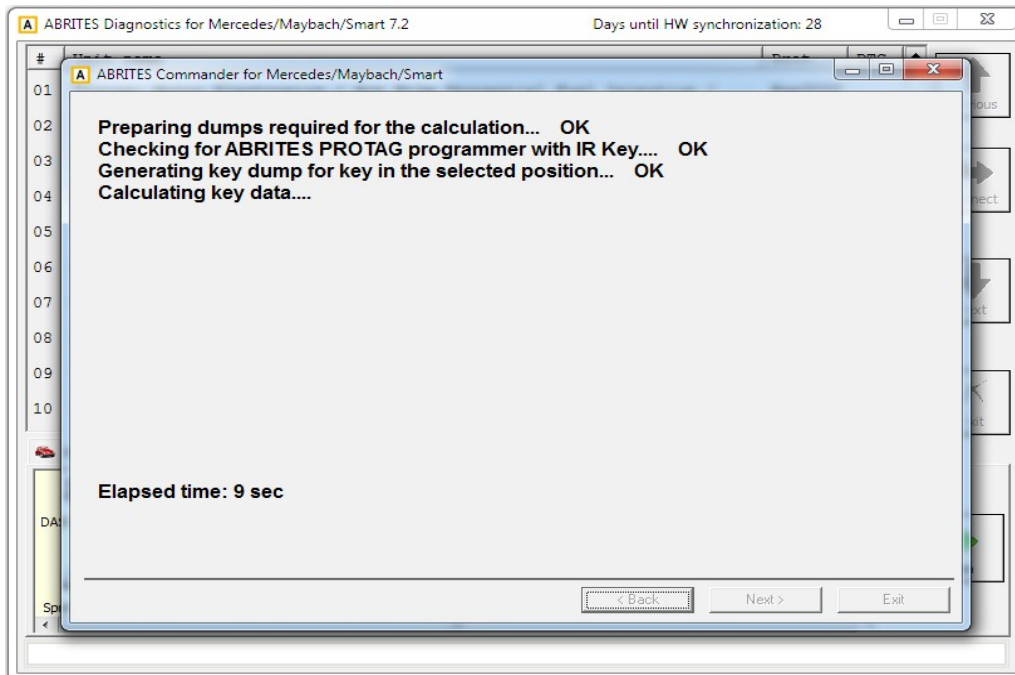 ABRITES Diagnostics for Mercedes/Maybach/Smart 7.2 Days until HW synchronization: 28
#
ABRITES Commander for Mercedes/Maybach/Smart
01
02
03
04
05
06
07
08
09
10
Preparing dumps required for the calculation... OK
Checking for ABRITES PROTAG programmer with IR Key.... OK
Generating key dump for key in the selected position... OK
Calculating key data....
Elapsed time: 9 sec
< Back Next > Exit